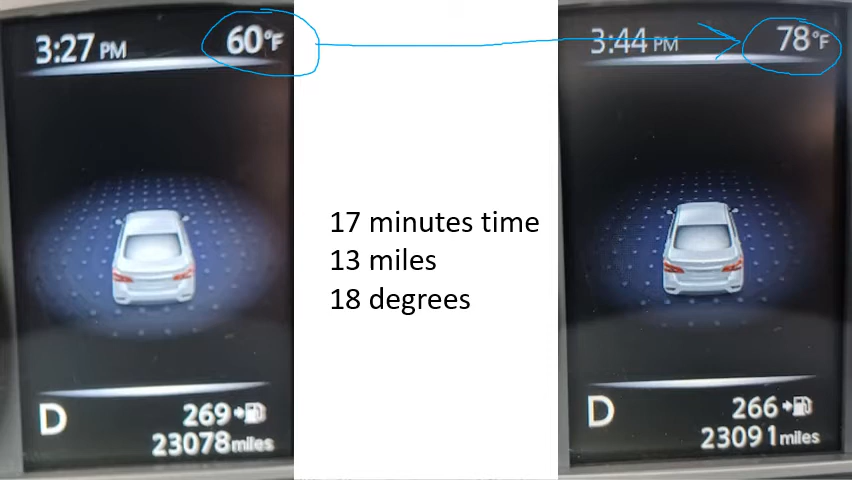 3:27 PM 60°F
269
23078 miles
D
17 minutes time
13 miles
18 degrees
3:44 PM 78°F
D
266
23091 miles